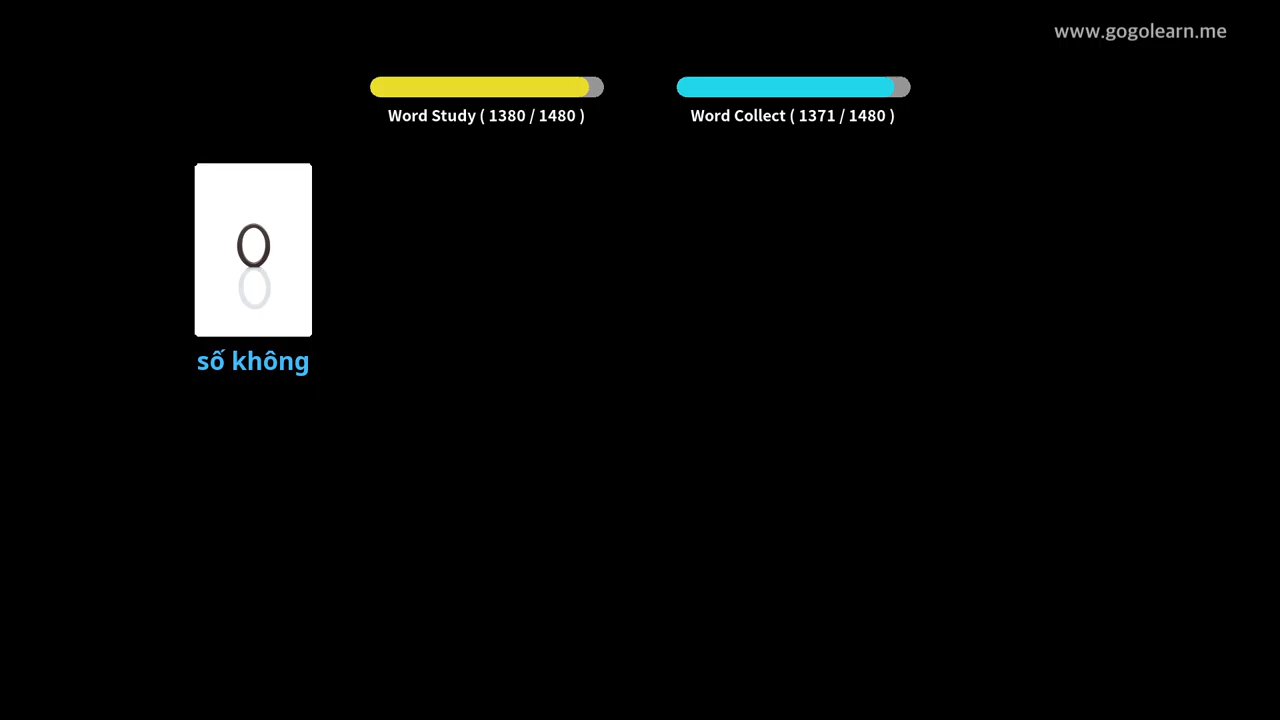 www.gogolearn.me
Word Study ( 1380 / 1480 )
Word Collect ( 1371 / 1480 )
0
số không